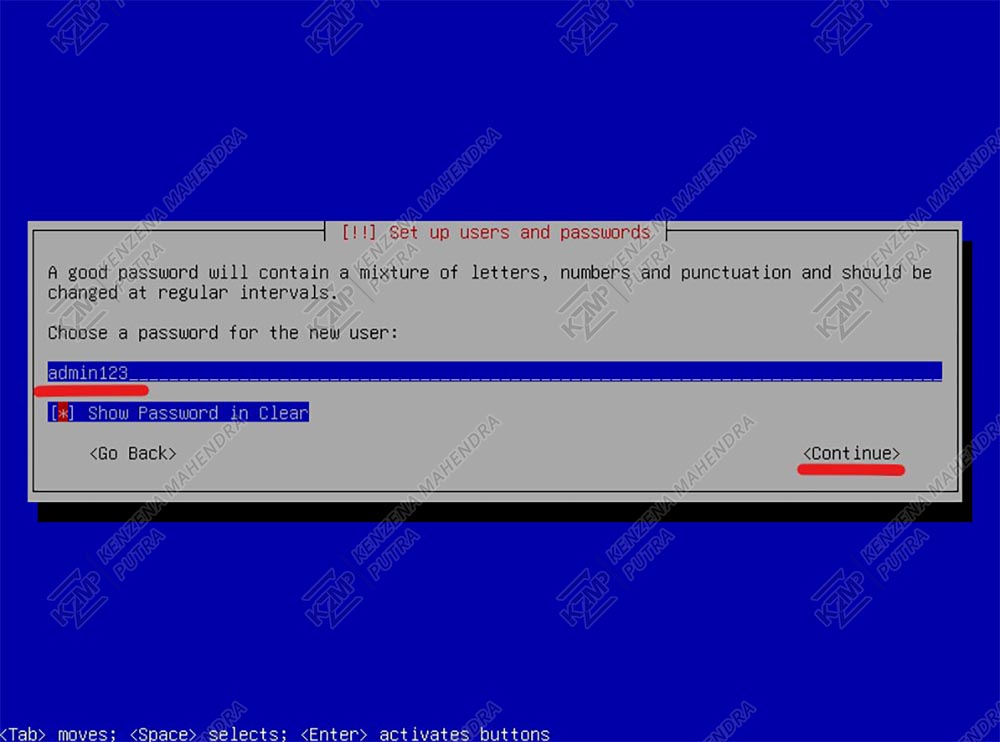 [!!] Set up users and passwords
A good password will contain a mixture of letters, numbers and punctuation and should be
changed at regular intervals.
Choose a password for the new user:
admin123
[*] Show Password in Clear
<Go Back> <Continue>
<Tab> moves; <Space> selects; <Enter> activates buttons
KZMP KENZENA MAHENDRA PUTRA